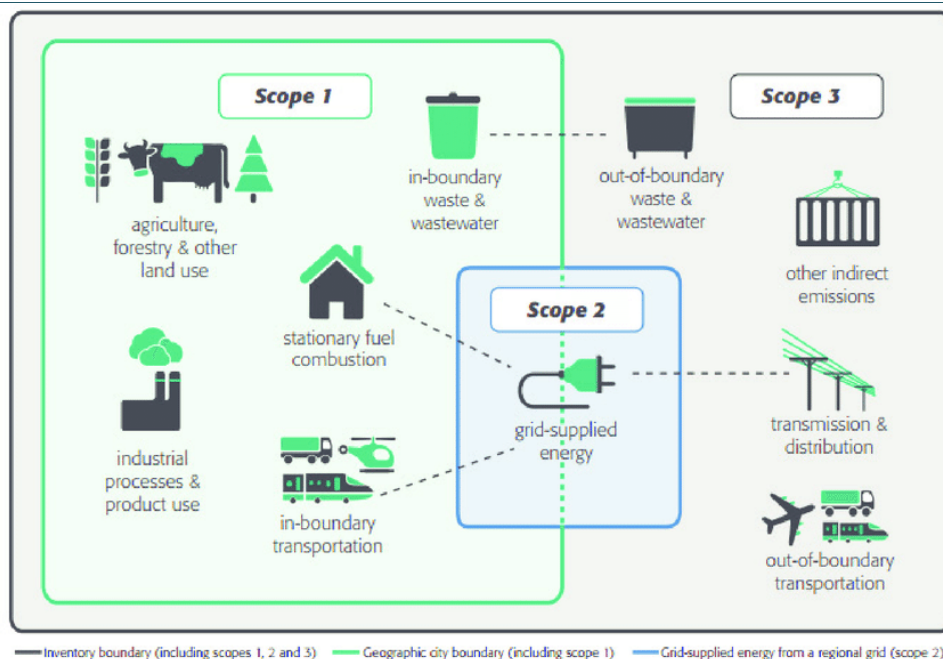 Scope 1
Scope 3
in-boundary
waste &
wastewater
out-of-boundary
waste &
wastewater
agriculture,
forestry & other
land use
other indirect
emissions
Scope 2
stationary fuel
combustion
grid-supplied
energy
transmission &
distribution
industrial
processes &
product use
in-boundary
transportation
out-of-boundary
transportation
Inventory boundary (including scopes 1, 2 and 3)
Geographic city boundary (including scope 1)
Grid-supplied energy from a regional grid (scope 2)